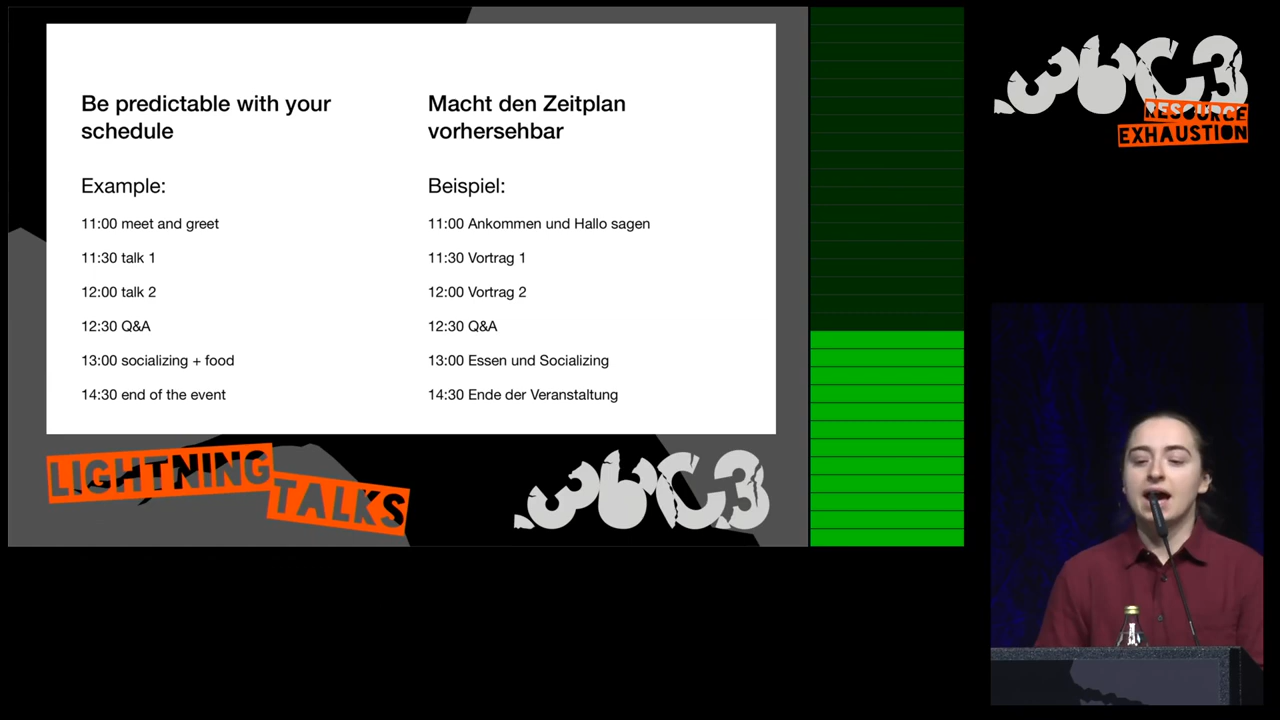 Be predictable with your
schedule
Example:
11:00 meet and greet
11:30 talk 1
12:00 talk 2
12:30 Q&A
13:00 socializing + food
14:30 end of the event
Macht den Zeitplan
vorhersehbar
Beispiel:
11:00 Ankommen und Hallo sagen
11:30 Vortrag 1
12:00 Vortrag 2
12:30 Q&A
13:00 Essen und Socializing
14:30 Ende der Veranstaltung
LIGHTNING
TALKS
36C3
36C3
RESOURCE
EXHAUSTION